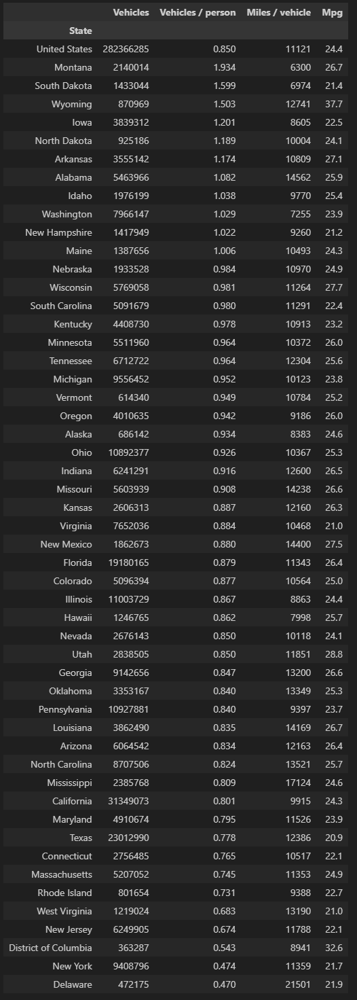 Vehicles Vehicles / person Miles / vehicle Mpg
State
United States 282366285 0.850 11121 24.4
Montana 2140014 1.934 6300 26.7
South Dakota 1433044 1.599 6974 21.4
Wyoming 870969 1.503 12741 37.7
Iowa 3839312 1.201 8605 22.5
North Dakota 925186 1.189 10004 24.1
Arkansas 3555142 1.174 10809 27.1
Alabama 5463966 1.082 14562 25.9
Idaho 1976199 1.038 9770 25.4
Washington 7966147 1.029 7255 23.9
New Hampshire 1417949 1.022 9260 21.2
Maine 1387656 1.006 10493 24.3
Nebraska 1933528 0.984 10970 24.9
Wisconsin 5769058 0.981 11264 27.7
South Carolina 5091679 0.980 11291 22.4
Kentucky 4408730 0.978 10913 23.2
Minnesota 5511960 0.964 10372 26.0
Tennessee 6712722 0.964 12304 25.6
Michigan 9556452 0.952 10123 23.8
Vermont 614340 0.949 10784 25.2
Oregon 4010635 0.942 9186 26.0
Alaska 686142 0.934 8383 24.6
Ohio 10892377 0.926 10367 25.3
Indiana 6241291 0.916 12600 26.5
Missouri 5603939 0.908 14238 26.6
Kansas 2606313 0.887 12160 26.3
Virginia 7652036 0.884 10468 21.0
New Mexico 1862673 0.880 14400 27.5
Florida 19180165 0.879 11343 26.4
Colorado 5096394 0.877 10564 25.0
Illinois 11003729 0.867 8863 24.4
Hawaii 1246765 0.862 7998 25.7
Nevada 2676143 0.850 10118 24.1
Utah 2838505 0.850 11851 28.8
Georgia 9142656 0.847 13200 26.6
Oklahoma 3353167 0.840 13349 25.3
Pennsylvania 10927881 0.840 9397 23.7
Louisiana 3862490 0.835 14169 26.7
Arizona 6064542 0.834 12163 26.4
North Carolina 8707506 0.824 13521 25.7
Mississippi 2385768 0.809 17124 24.6
California 31349073 0.801 9915 24.3
Maryland 4910674 0.795 11526 23.9
Texas 23012990 0.778 12386 20.9
Connecticut 2756485 0.765 10517 22.1
Massachusetts 5207052 0.745 11353 24.9
Rhode Island 801654 0.731 9388 22.7
West Virginia 1219024 0.683 13190 21.0
New Jersey 6249905 0.674 11788 22.1
District of Columbia 363287 0.543 8941 32.6
New York 9408796 0.474 11359 21.7
Delaware 472175 0.470 21501 21.9